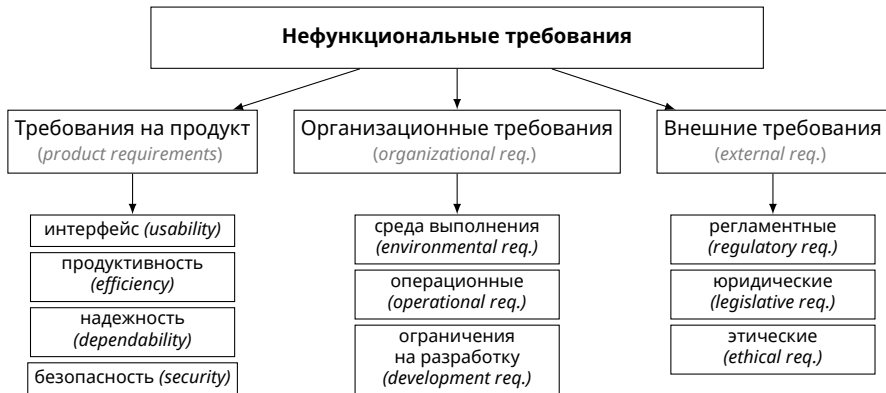 Нефункциональные требования
Требования на продукт
(product requirements)
Организационные требования
(organizational req.)
Внешние требования
(external req.)
интерфейс (usability)
продуктивность
(efficiency)
надежность
(dependability)
безопасность (security)
среда выполнения
(environmental req.)
операционные
(operational req.)
ограничения
на разработку
(development req.)
регламентные
(regulatory req.)
юридические
(legislative req.)
этические
(ethical req.)